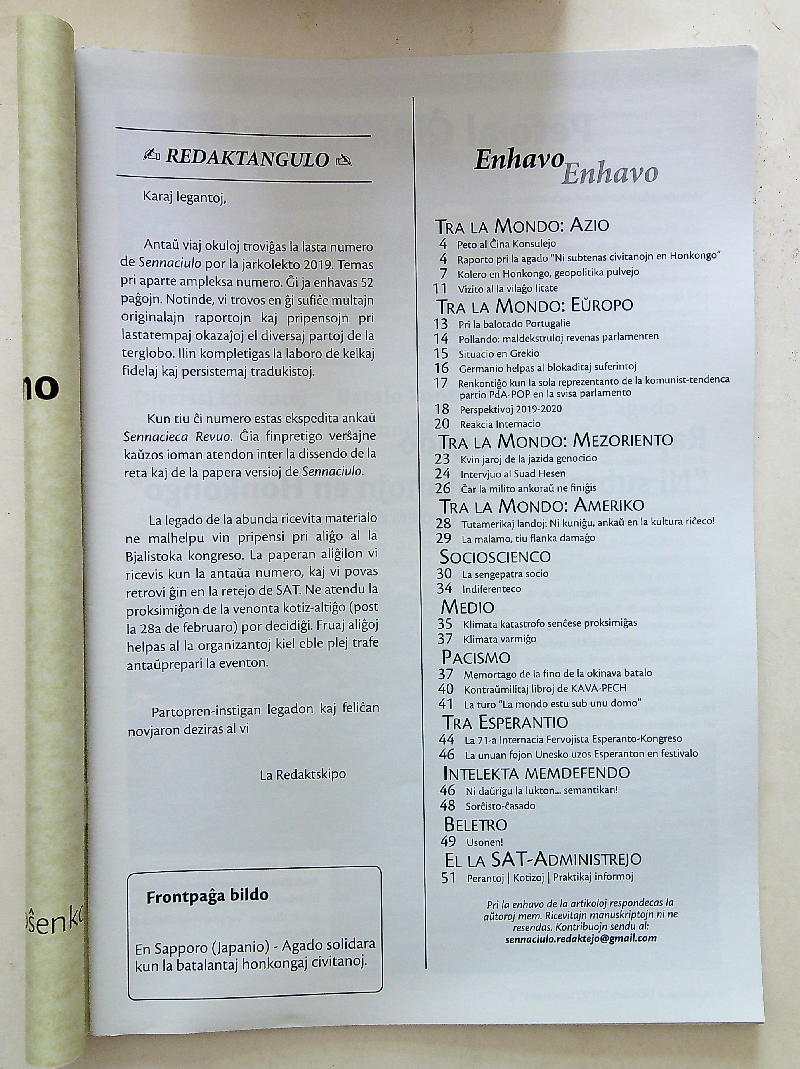 REDAKTANGULO
Karaj legantoj,
Antaŭ viaj okuloj troviĝas la lasta numero
de Sennaciulo por la jarkolekto 2019. Temas
pri aparte ampleksa numero. Ĝi ja enhavas 52
paĝojn. Notinde, vi trovos en ĝi sufiĉe multajn
originalajn raportojn kaj pripensojn pri
lastatempaj okazaĵoj el diversaj partoj de la
terglobo. Ilin kompletigas la laboro de kelkaj
fidelaj kaj persistemaj tradukistoj.
Kun tiu ĉi numero estas ekspedita ankaŭ
Sennacieca Revuo. Ĝia finpretigo verŝajne
kaŭzos ioman atendon inter la dissendo de la
reta kaj de la papera versioj de Sennaciulo.
La legado de la abunda ricevita materialo
ne malhelpu vin pripensi pri aliĝo al la
Bjalistoka kongreso. La paperan aliĝilon vi
ricevis kun la antaŭa numero, kaj vi povas
retrovi ĝin en la retejo de SAT. Ne atendu la
proksimiĝon de la venonta kotiz-altiĝo (post
la 28a de februaro) por decidiĝi. Fruaj aliĝoj
helpas al la organizantoj kiel eble plej trafe
antaŭprepari la eventon.
Partopren-instigan legadon kaj feliĉan
novjaron deziras al vi
La Redaktskipo
Frontpaĝa bildo
En Sapporo (Japanio) - Agado solidara
kun la batalantaj honkongaj civitanoj.
Enhavo
Enhavo
TRA LA MONDO: AZIO
4 Peto al Ĉina Konsulejo
4 Raporto pri la agado "Ni subtenas civitanojn en Honkongo"
7 Kolero en Honkongo, geopolitika pulvejo
11 Vizito al la vilaĝo Iitate
TRA LA MONDO: EŬROPO
13 Pri la balotado Portugalie
14 Pollando: maldekstruloj revenas parlamenten
15 Situacio en Grekio
16 Germanio helpas al blokaditaj suferintoj
17 Renkontiĝo kun la sola reprezentanto de la komunist-tendenca
partio PdA-POP en la svisa parlamento
18 Perspektivoj 2019-2020
20 Reakcia Internacio
TRA LA MONDO: MEZORIENTO
23 Kvin jaroj de la jazida genocido
24 Intervjuo al Suad Hesen
26 Ĉar la milito ankoraŭ ne finiĝis
TRA LA MONDO: AMERIKO
28 Tutamerikaj landoj: Ni kuniĝu, ankaŭ en la kultura riĉeco!
29 La malamo, tiu flanka damaĝo
SOCIOSCIENCO
30 La sengepatra socio
34 Indiferenteco
MEDIO
35 Klimata katastrofo senĉese proksimiĝas
37 Klimata varmiĝo
PACISMO
37 Memortago de la fino de la okinava batalo
40 Kontraŭmilitaj libroj de KAVA-PECH
41 La turo "La mondo estu sub unu domo"
TRA ESPERANTIO
44 La 71-a Internacia Fervojista Esperanto-Kongreso
46 La unuan fojon Unesko uzos Esperanton en festivalo
INTELEKTA MEMDEFENDO
46 Ni daŭrigu la lukton... semantikan!
48 Sorĉisto-ĉasado
BELETRO
49 Usonen!
EL LA SAT-ADMINISTREJO
51 Perantoj | Kotizoj | Praktikaj informoj
Pri la enhavo de la artikoloj respondecas la
aŭtoroj mem. Ricevitajn manuskriptojn ni ne
resendas. Kontribuojn sendu al:
sennaciulo.redaktejo@gmail.com